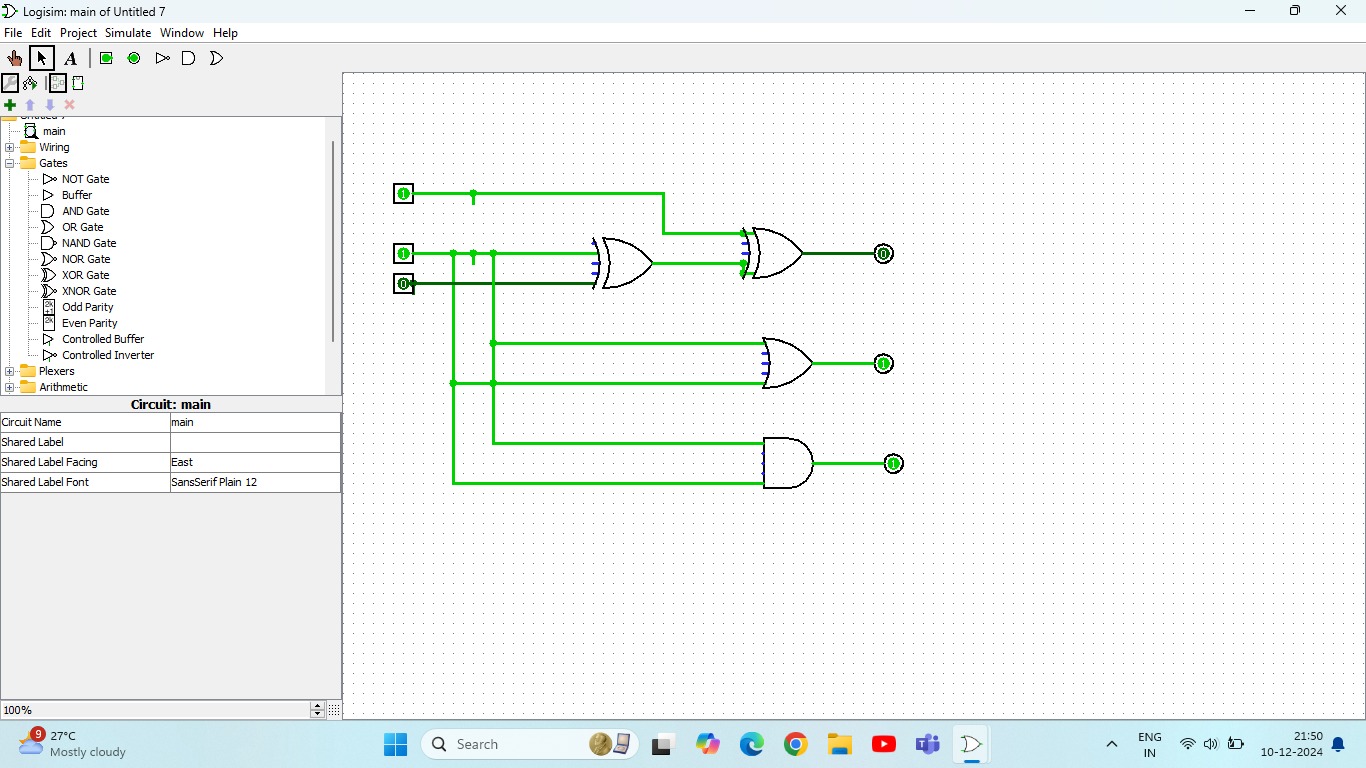 Logisim: main of Untitled 7
File Edit Project Simulate Window Help
A
Untitled 7
main
Wiring
Gates
NOT Gate
Buffer
AND Gate
OR Gate
NAND Gate
NOR Gate
XOR Gate
XNOR Gate
Odd Parity
Even Parity
Controlled Buffer
Controlled Inverter
Plexers
Arithmetic
Circuit: main
Circuit Name main
Shared Label
Shared Label Facing East
Shared Label Font SansSerif Plain 12
100%
1
1
0
0
1
1
9
27°C
Mostly cloudy
Search
ENG
IN
21:50
10-12-2024